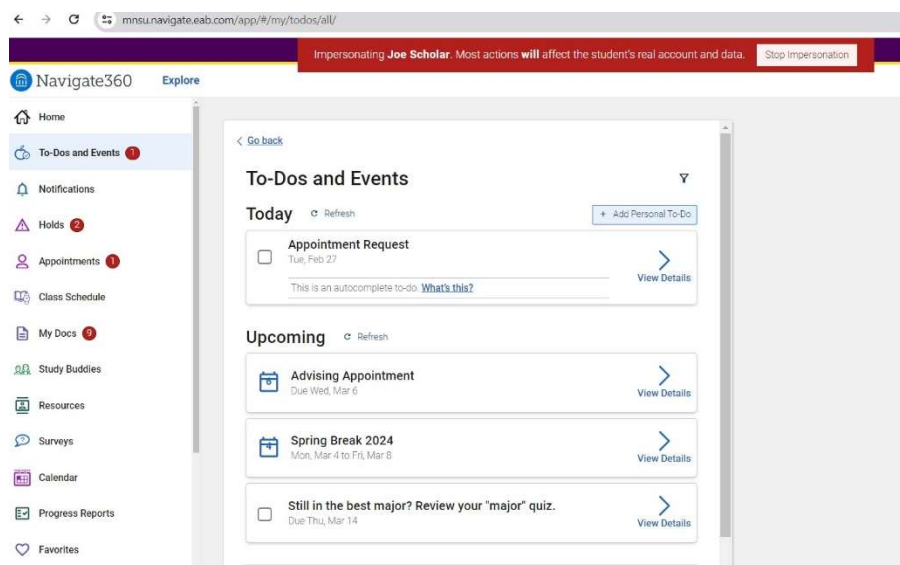 mnsu.navigate.eab.com/app/#/my/todos/all/
Impersonating Joe Scholar. Most actions will affect the student's real account and data. Stop Impersonation
Navigate360 Explore
Home
To-Dos and Events 1
Notifications
Holds 2
Appointments 1
Class Schedule
My Docs 9
Study Buddies
Resources
Surveys
Calendar
Progress Reports
Favorites
Go back
To-Dos and Events
Today Refresh + Add Personal To-Do
Appointment Request
Tue, Feb 27
View Details
This is an autocomplete to-do. What's this?
Upcoming Refresh
6 Advising Appointment
Due Wed, Mar 6
View Details
4 Spring Break 2024
Mon, Mar 4 to Fri, Mar 8
View Details
Still in the best major? Review your "major" quiz.
Due Thu, Mar 14
View Details